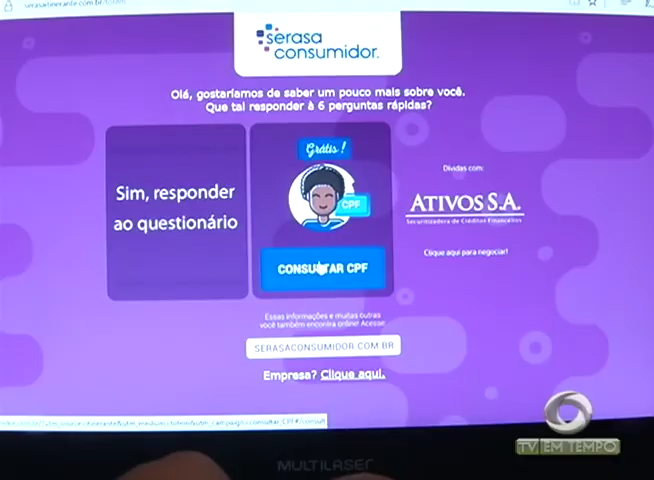 serasa
consumidor.
Olá, gostaríamos de saber um pouco mais sobre você.
Que tal responder à 6 perguntas rápidas?
Sim, responder
ao questionário
Grátis !
CPF
CONSULTAR CPF
Dívidas com:
ATIVOS S.A.
Securitizadora de Créditos Financeiros
Clique aqui para negociar!
Essas informações e muitas outras
você também encontra online! Acesse:
SERASACONSUMIDOR.COM.BR
Empresa? Clique aqui.
MULTILASER
TV EM TEMPO